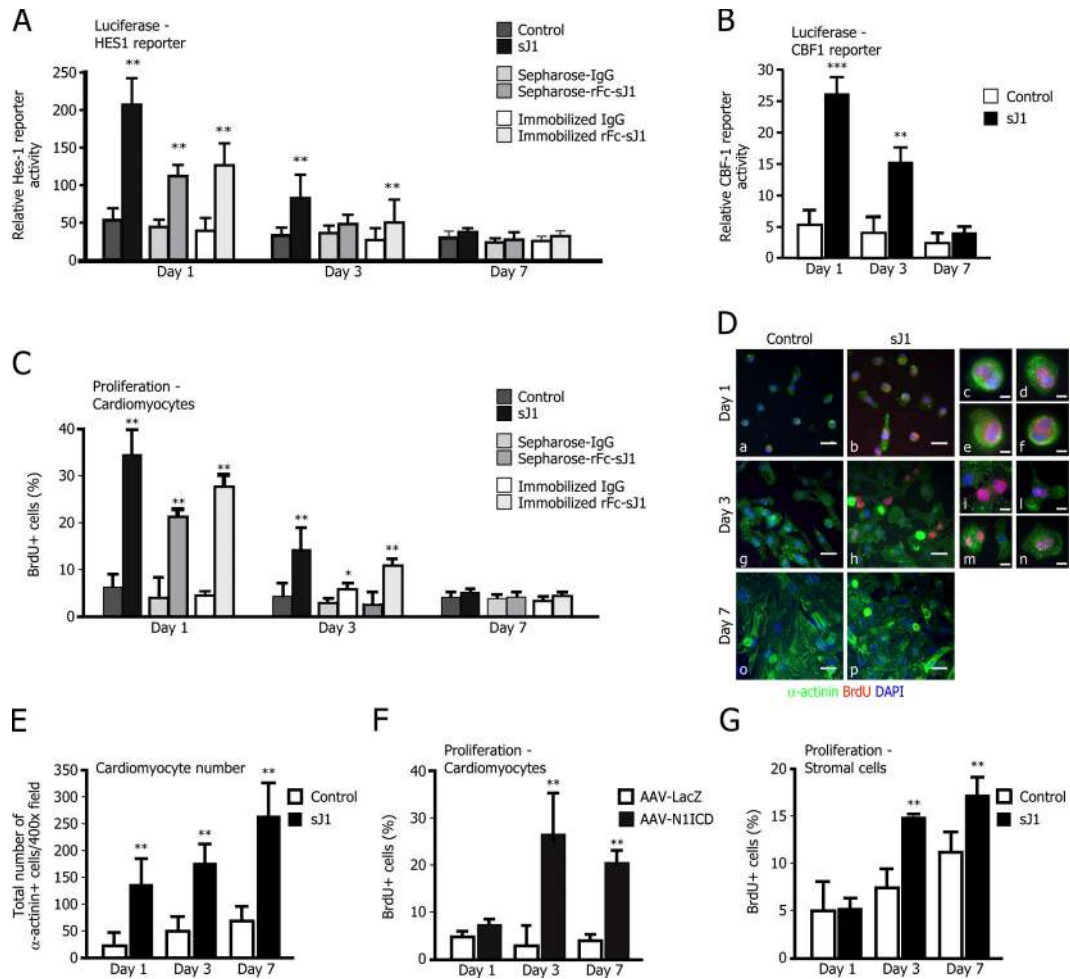 A
Luciferase -
HES1 reporter
Control
sJ1
Sepharose-IgG
Sepharose-rFc-sJ1
Immobilized IgG
Immobilized rFc-sJ1
Relative Hes-1 reporter
activity
250
200
150
100
50
0
**
**
**
**
**
Day 1
Day 3
Day 7
B
Luciferase -
CBF1 reporter
Control
sJ1
Relative CBF-1 reporter
activity
30
25
20
15
10
5
0
***
**
Day 1
Day 3
Day 7
C
Proliferation -
Cardiomyocytes
Control
sJ1
Sepharose-IgG
Sepharose-rFc-sJ1
Immobilized IgG
Immobilized rFc-sJ1
BrdU+ cells (%)
40
30
20
10
0
**
**
**
**
*
**
Day 1
Day 3
Day 7
D
Control
sJ1
Day 1
a
b
c
d
e
f
Day 3
g
h
i
l
m
n
Day 7
o
p
α-actinin BrdU DAPI
E
Cardiomyocyte number
Control
sJ1
Total number of
α-actinin+ cells/400x field
350
300
250
200
150
100
50
0
**
**
**
Day 1
Day 3
Day 7
F
Proliferation -
Cardiomyocytes
AAV-LacZ
AAV-N1ICD
BrdU+ cells (%)
40
30
20
10
0
**
**
Day 1
Day 3
Day 7
G
Proliferation -
Stromal cells
Control
sJ1
BrdU+ cells (%)
20
15
10
5
0
**
**
Day 1
Day 3
Day 7